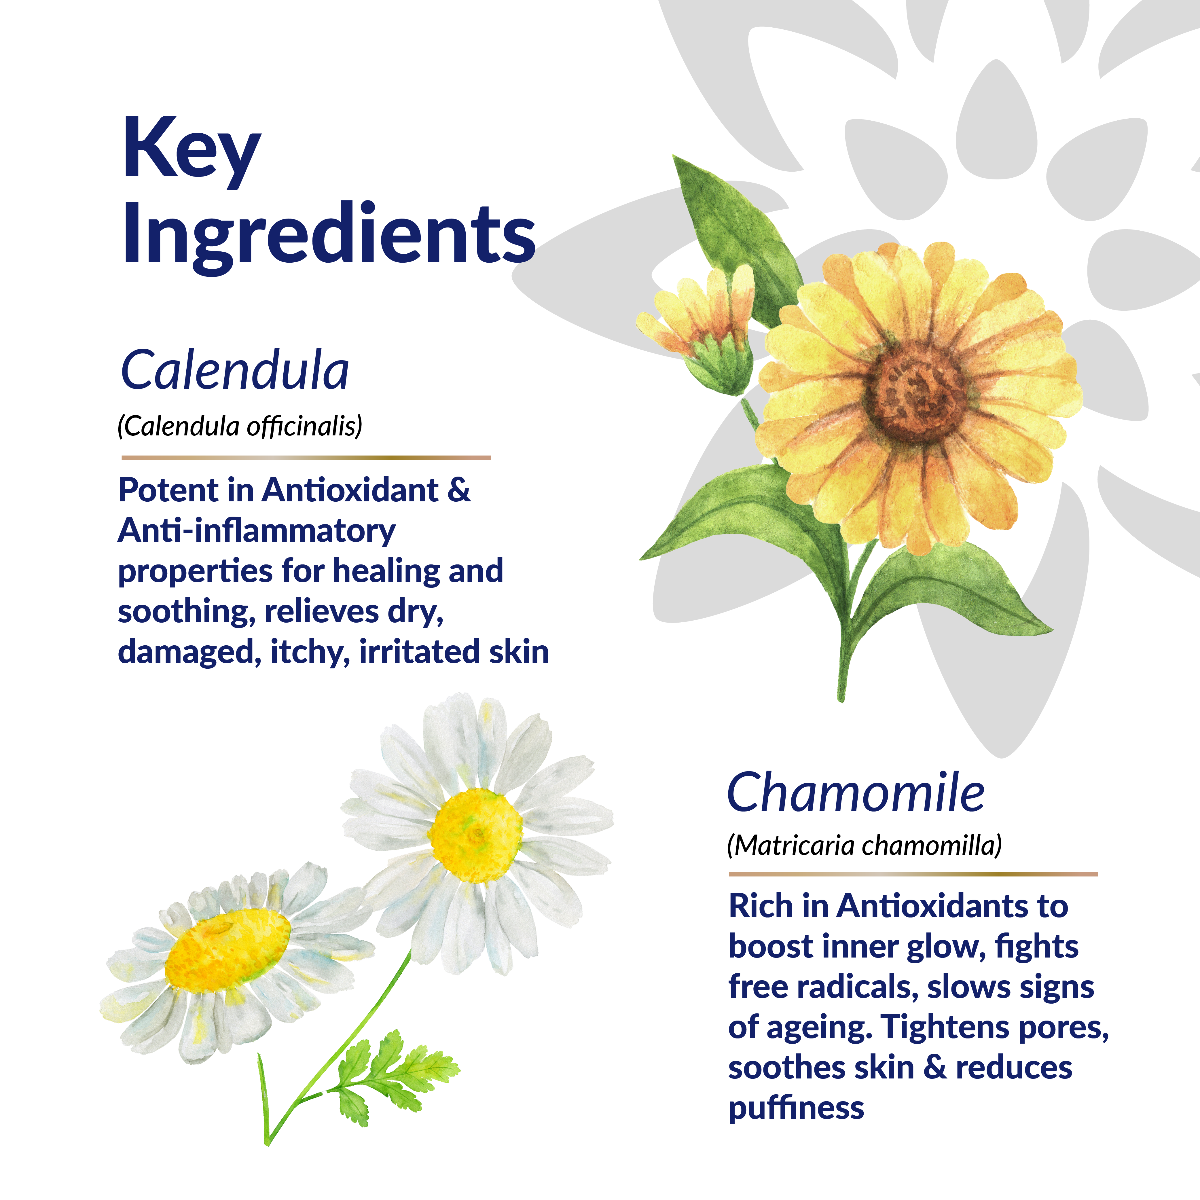 Key
Ingredients
Calendula
(Calendula officinalis)
Potent in Antioxidant &
Anti-inflammatory
properties for healing and
soothing, relieves dry,
damaged, itchy, irritated skin
Chamomile
(Matricaria chamomilla)
Rich in Antioxidants to
boost inner glow, fights
free radicals, slows signs
of ageing. Tightens pores,
soothes skin & reduces
puffiness